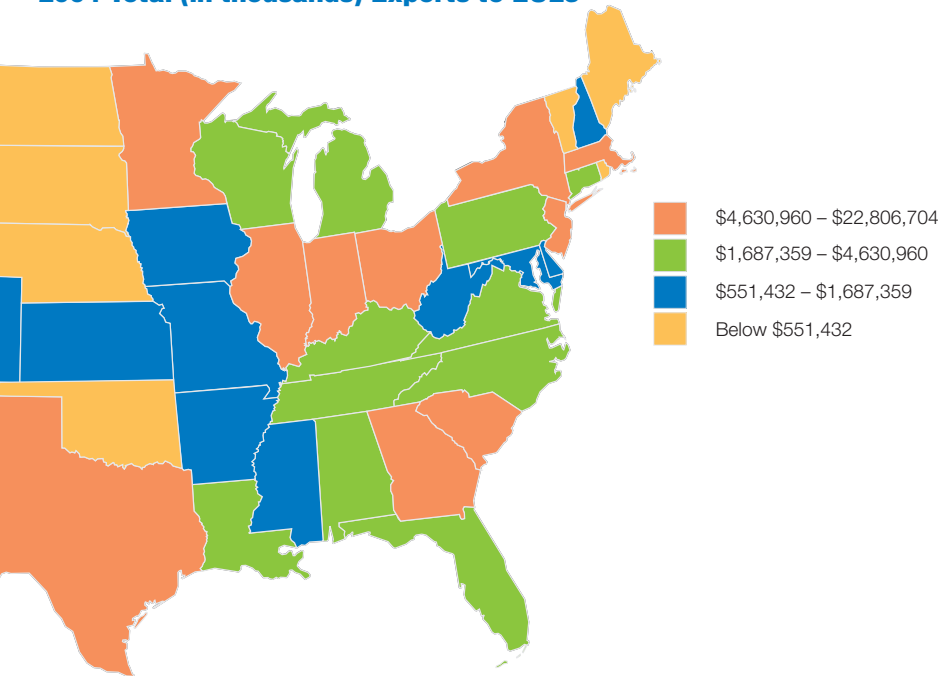 $4,630,960 – $22,806,704
$1,687,359 – $4,630,960
$551,432 – $1,687,359
Below $551,432